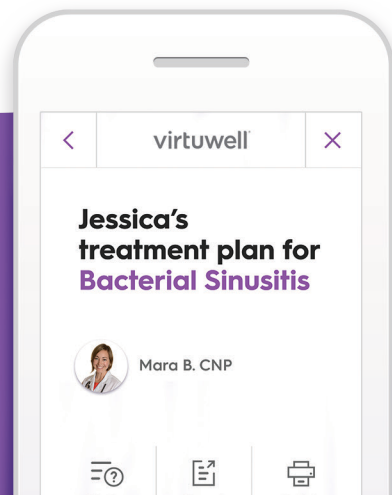 virtuwell
Jessica's
treatment plan for
Bacterial Sinusitis
Mara B. CNP